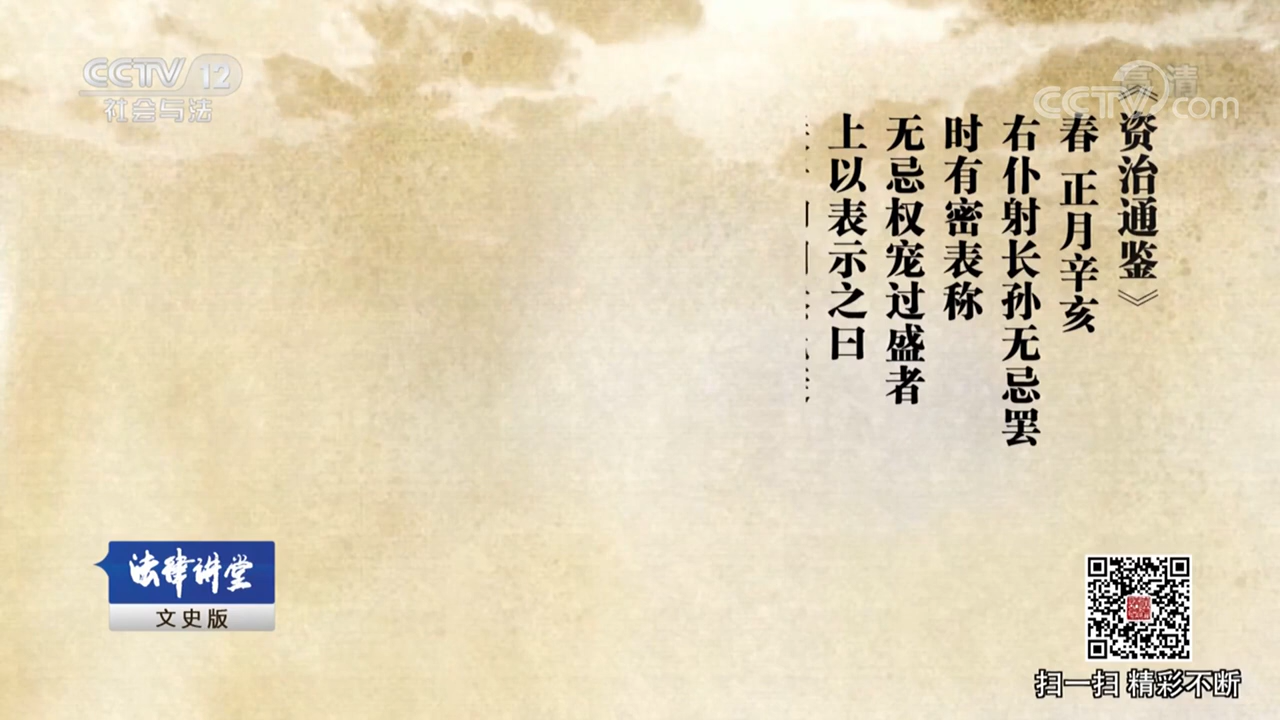 CCTV 12
社会与法
高清
CCTV.com
《资治通鉴》
春 正月辛亥
右仆射长孙无忌罢
时有密表称
无忌权宠过盛者
上以表示之曰
法律讲堂
文史版
扫一扫 精彩不断